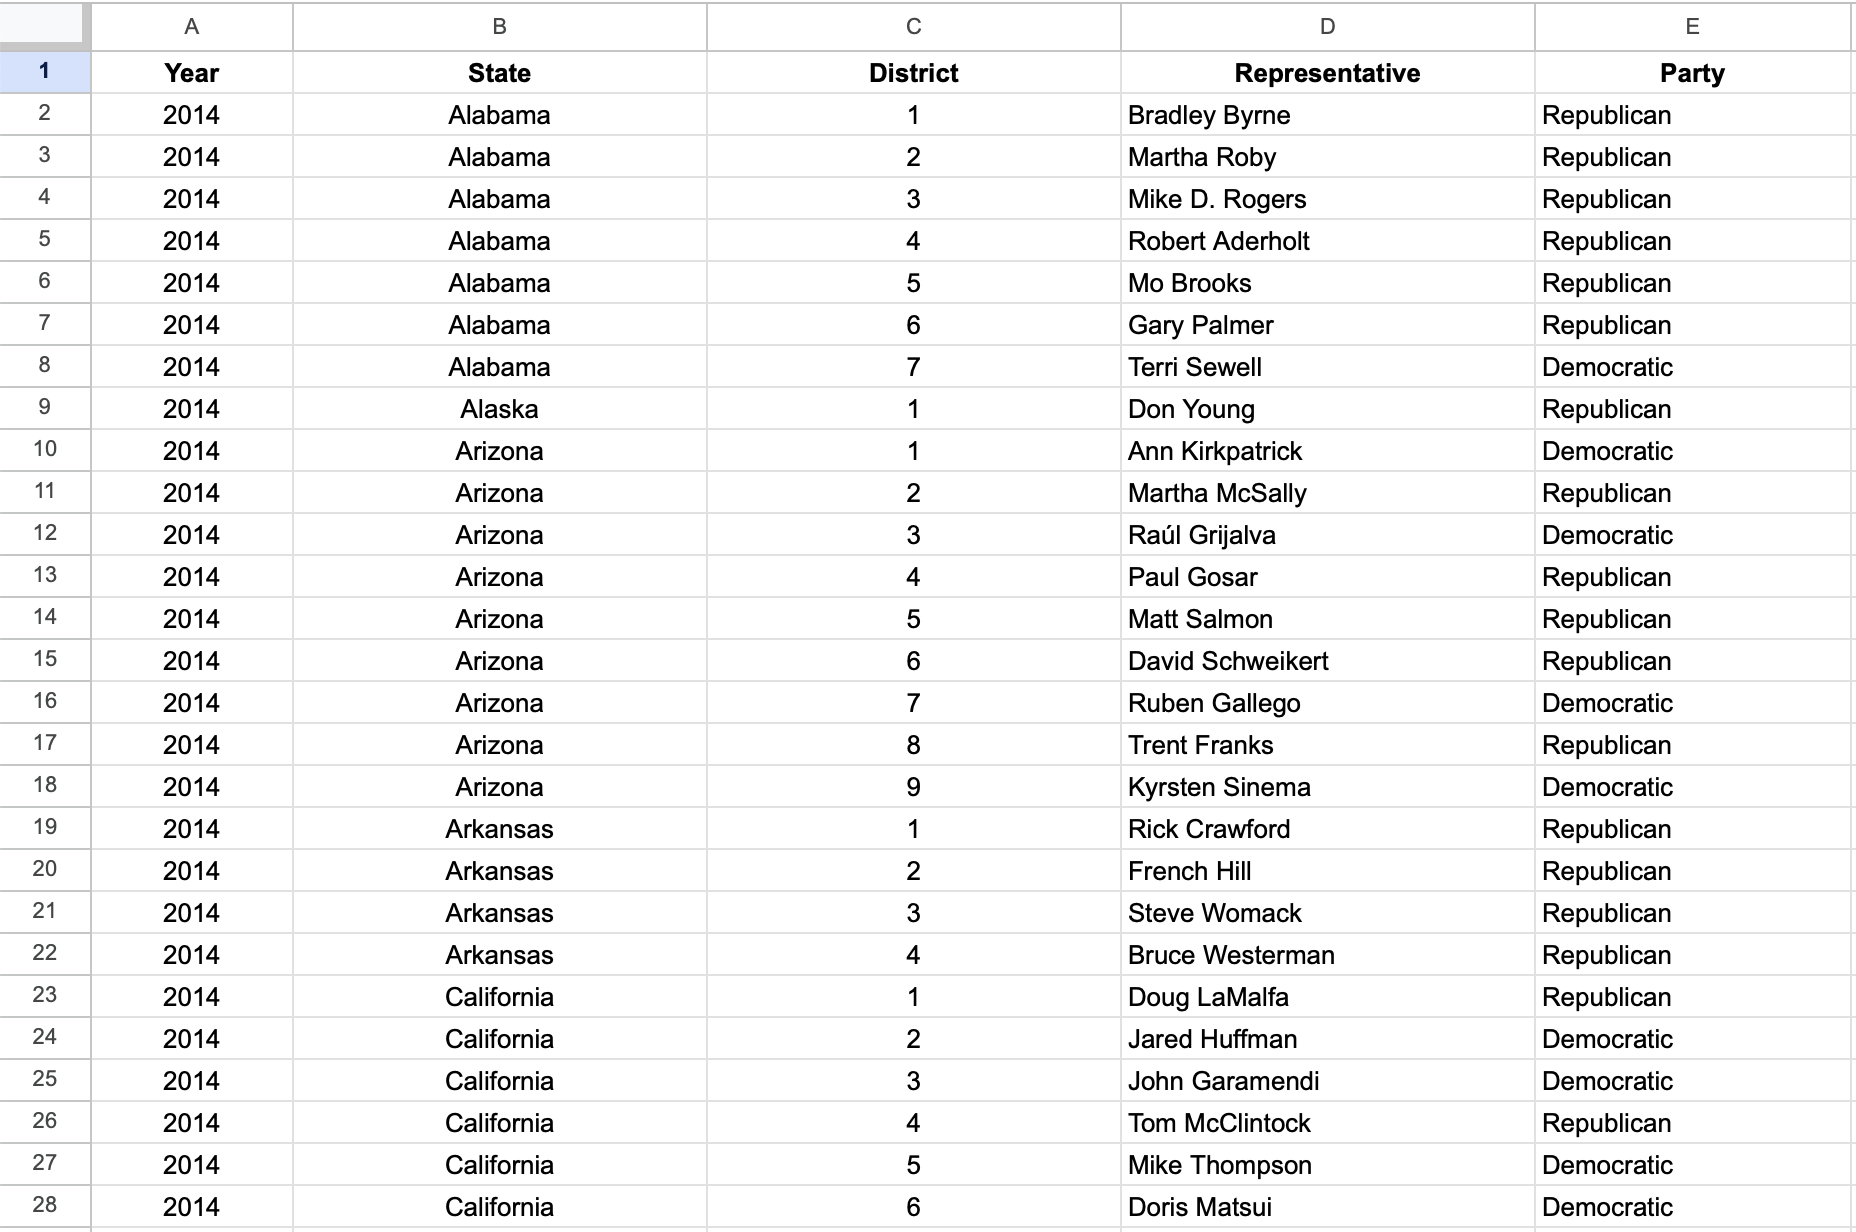 A B C D E
1 Year State District Representative Party
2 2014 Alabama 1 Bradley Byrne Republican
3 2014 Alabama 2 Martha Roby Republican
4 2014 Alabama 3 Mike D. Rogers Republican
5 2014 Alabama 4 Robert Aderholt Republican
6 2014 Alabama 5 Mo Brooks Republican
7 2014 Alabama 6 Gary Palmer Republican
8 2014 Alabama 7 Terri Sewell Democratic
9 2014 Alaska 1 Don Young Republican
10 2014 Arizona 1 Ann Kirkpatrick Democratic
11 2014 Arizona 2 Martha McSally Republican
12 2014 Arizona 3 Raúl Grijalva Democratic
13 2014 Arizona 4 Paul Gosar Republican
14 2014 Arizona 5 Matt Salmon Republican
15 2014 Arizona 6 David Schweikert Republican
16 2014 Arizona 7 Ruben Gallego Democratic
17 2014 Arizona 8 Trent Franks Republican
18 2014 Arizona 9 Kyrsten Sinema Democratic
19 2014 Arkansas 1 Rick Crawford Republican
20 2014 Arkansas 2 French Hill Republican
21 2014 Arkansas 3 Steve Womack Republican
22 2014 Arkansas 4 Bruce Westerman Republican
23 2014 California 1 Doug LaMalfa Republican
24 2014 California 2 Jared Huffman Democratic
25 2014 California 3 John Garamendi Democratic
26 2014 California 4 Tom McClintock Republican
27 2014 California 5 Mike Thompson Democratic
28 2014 California 6 Doris Matsui Democratic